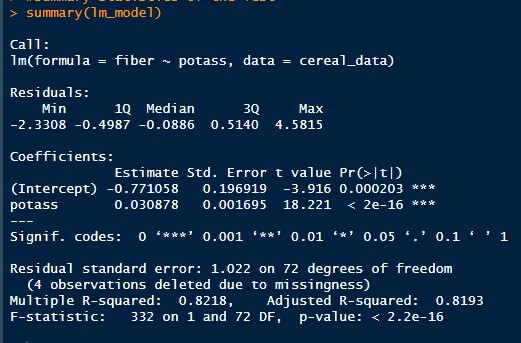 > summary(lm_model)
Call:
lm(formula = fiber ~ potass, data = cereal_data)
Residuals:
Min 1Q Median 3Q Max
-2.3308 -0.4987 -0.0886 0.5140 4.5815
Coefficients:
Estimate Std. Error t value Pr(>|t|)
(Intercept) -0.771058 0.196919 -3.916 0.000203 ***
potass 0.030878 0.001695 18.221 < 2e-16 ***
---
Signif. codes: 0 ‘***’ 0.001 ‘**’ 0.01 ‘*’ 0.05 ‘.’ 0.1 ‘ ’ 1
Residual standard error: 1.022 on 72 degrees of freedom
(4 observations deleted due to missingness)
Multiple R-squared: 0.8218, Adjusted R-squared: 0.8193
F-statistic: 332 on 1 and 72 DF, p-value: < 2.2e-16